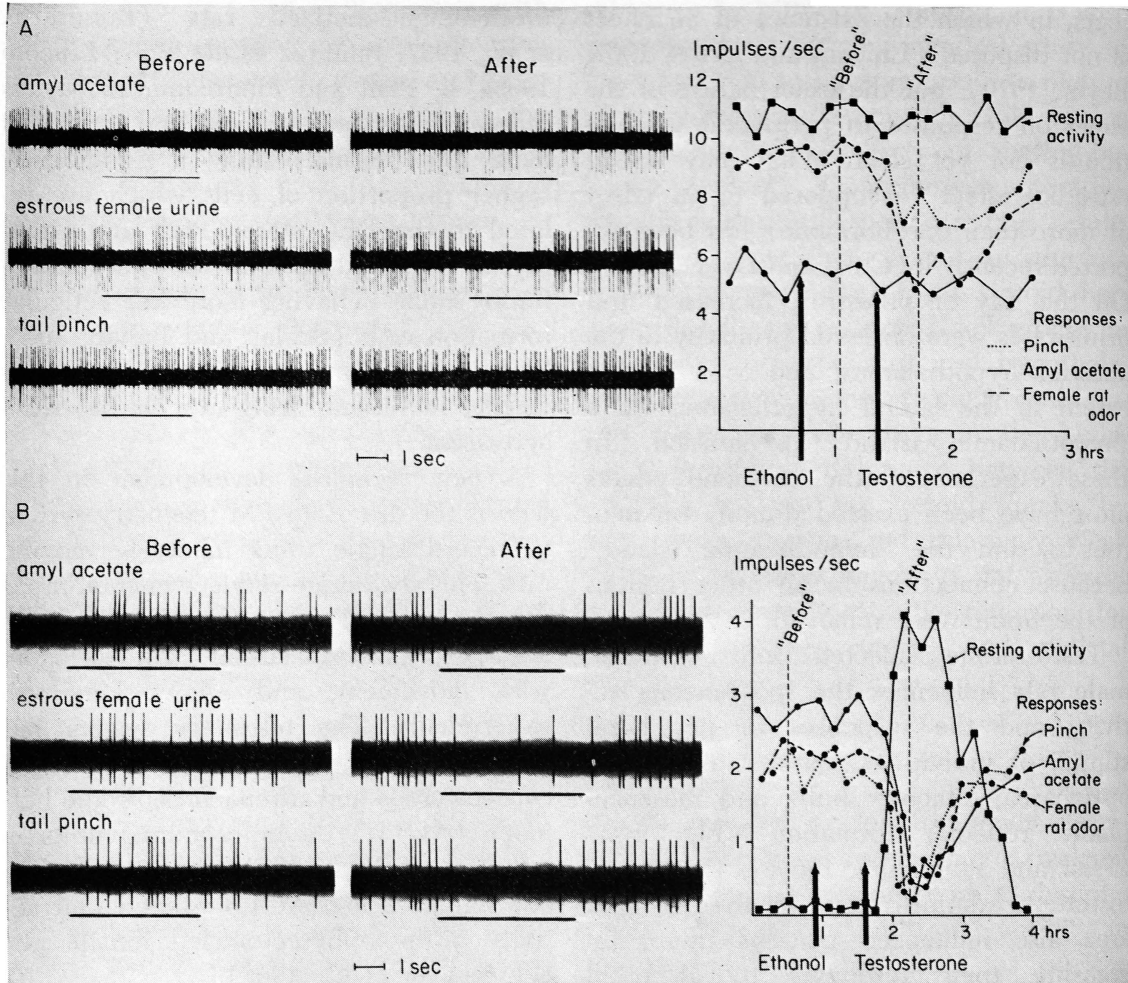 A
Before
After
amyl acetate
estrous female urine
tail pinch
1 sec
Impulses/sec
"Before"
"After"
12
10
8
6
4
2
Resting activity
Responses:
Pinch
Amyl acetate
Female rat odor
1
2
3 hrs
Ethanol
Testosterone
B
Before
After
amyl acetate
estrous female urine
tail pinch
1 sec
Impulses/sec
"Before"
"After"
4
3
2
1
Resting activity
Responses:
Pinch
Amyl
acetate
Female
rat odor
1
2
3
4 hrs
Ethanol
Testosterone